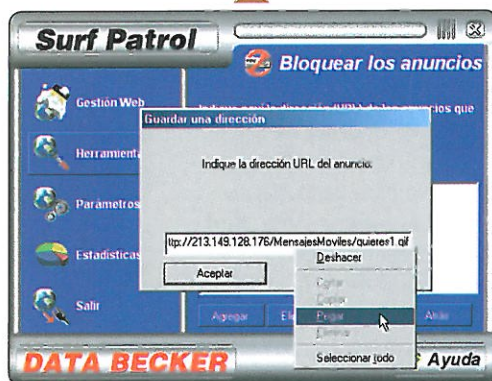 Surf Patrol
Bloquear los anuncios
Gestión Web
Guardar una dirección
Herramient
Indique la dirección URL del anuncio:
Parámetros
ttp://213.149.128.176/MensajesMoviles/quieres1.gif
Deshacer
Estadísticas
Aceptar
Cortar
Copiar
Pegar
Eliminar
Salir
Agregar
Atrás
Seleccionar todo
DATA BECKER
Ayuda